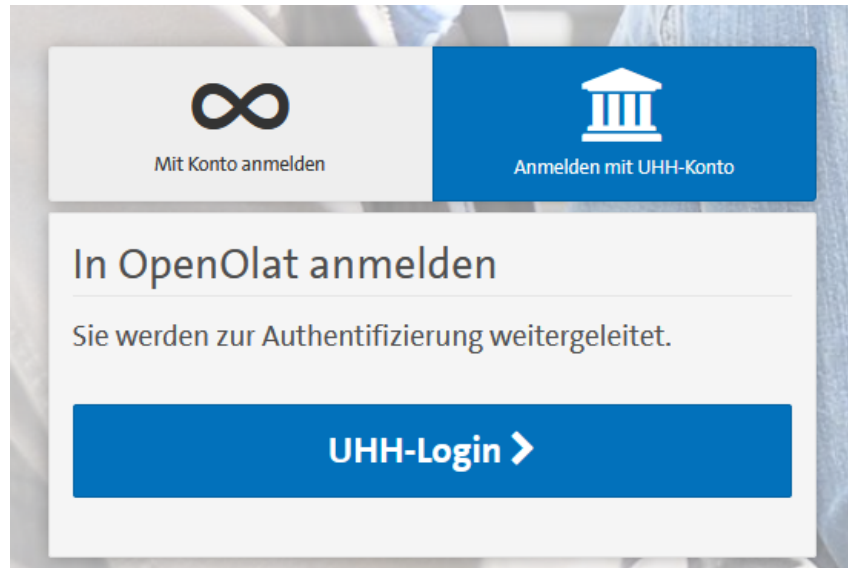 Mit Konto anmelden
Anmelden mit UHH-Konto
In OpenOlat anmelden
Sie werden zur Authentifizierung weitergeleitet.
UHH-Login